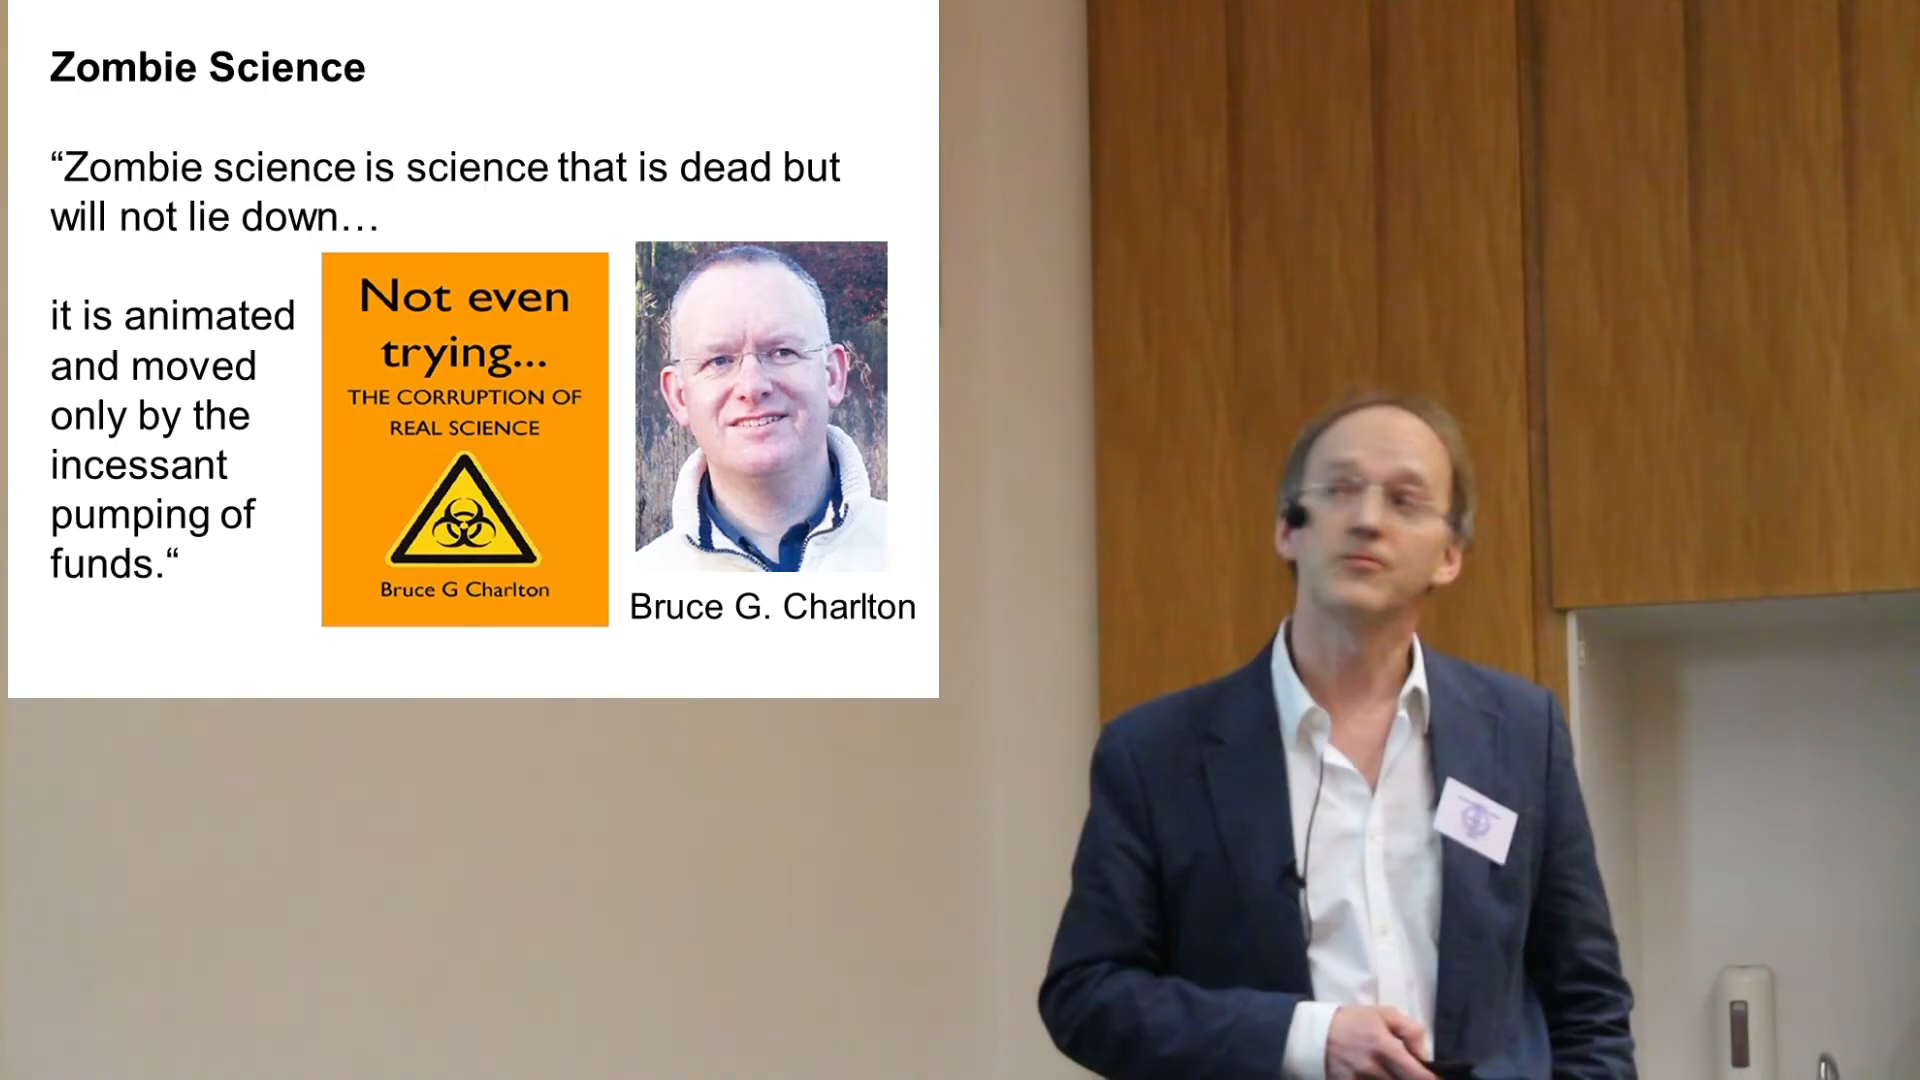 Zombie Science
“Zombie science is science that is dead but
will not lie down…
it is animated
and moved
only by the
incessant
pumping of
funds.“
Not even
trying...
THE CORRUPTION OF
REAL SCIENCE
Bruce G Charlton
Bruce G. Charlton